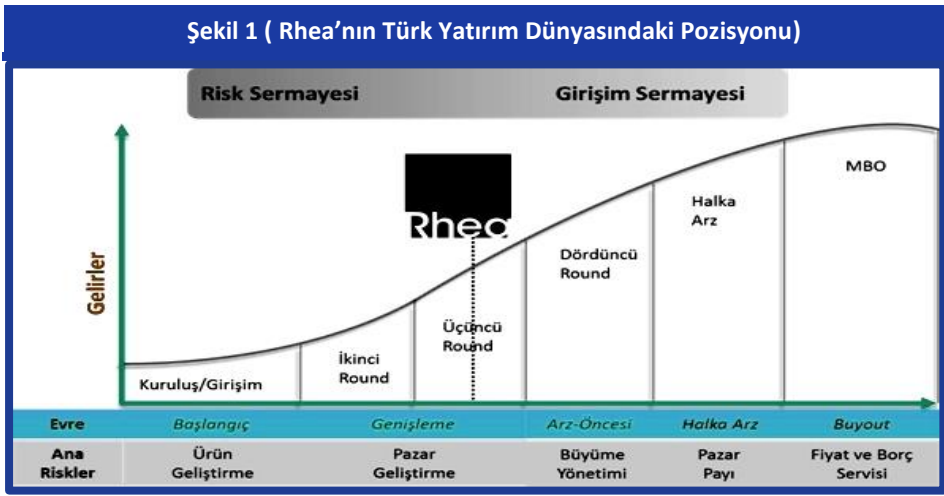 Şekil 1 ( Rhea’nın Türk Yatırım Dünyasındaki Pozisyonu)
Risk Sermayesi Girişim Sermayesi
Rhea
MBO
Halka
Arz
Dördüncü
Round
Üçüncü
Round
İkinci
Round
Kuruluş/Girişim
Gelirler
Evre Başlangıç Genişleme Arz-Öncesi Halka Arz Buyout
Ana
Riskler
Ürün
Geliştirme
Pazar
Geliştirme
Büyüme
Yönetimi
Pazar
Payı
Fiyat ve Borç
Servisi